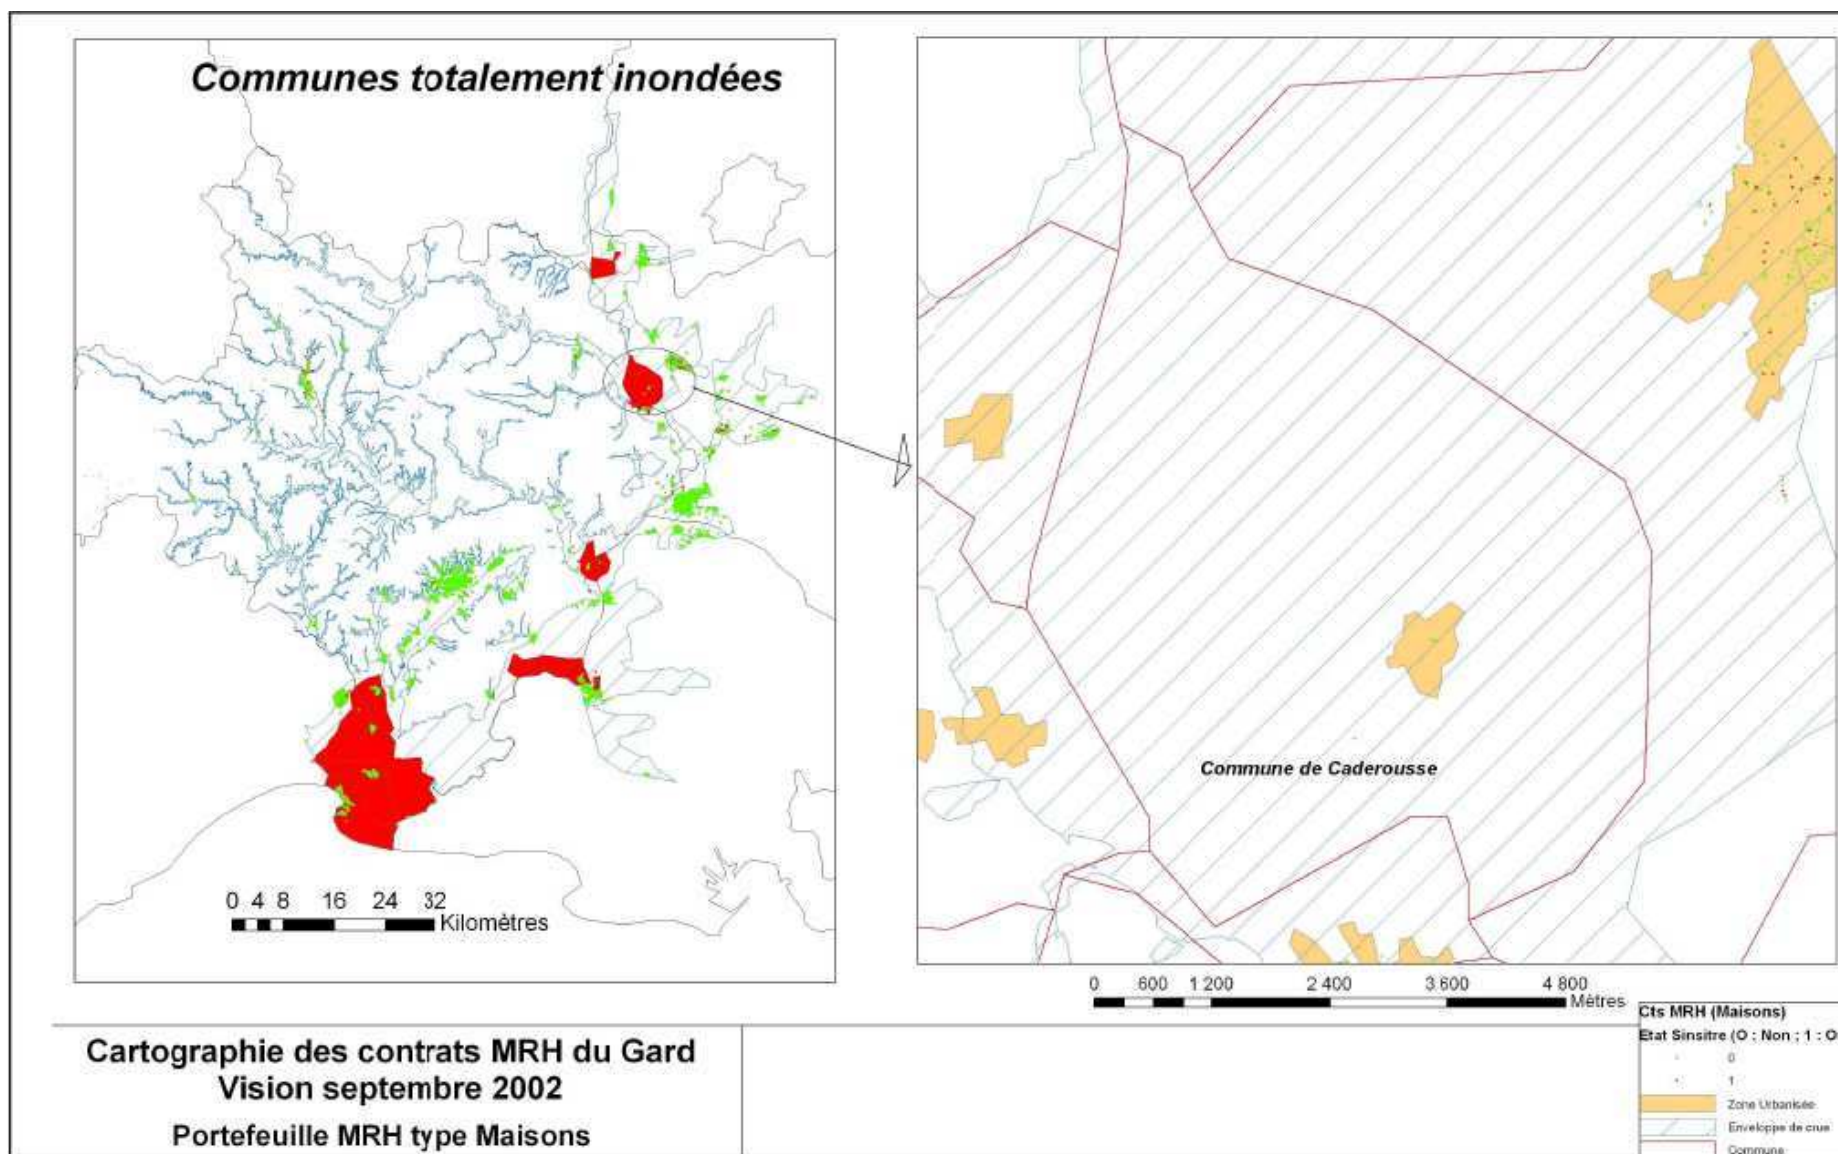 Communes totalement inondées
0 4 8 16 24 32
Kilomètres
Commune de Caderousse
0 600 1 200 2 400 3 600 4 800
Mètres
Cartographie des contrats MRH du Gard
Vision septembre 2002
Portefeuille MRH type Maisons
Cts MRH (Maisons)
Etat Sinsitre (O : Non ; 1 : O
0
1
Zone Urbanisée
Enveloppe de crue
Commune